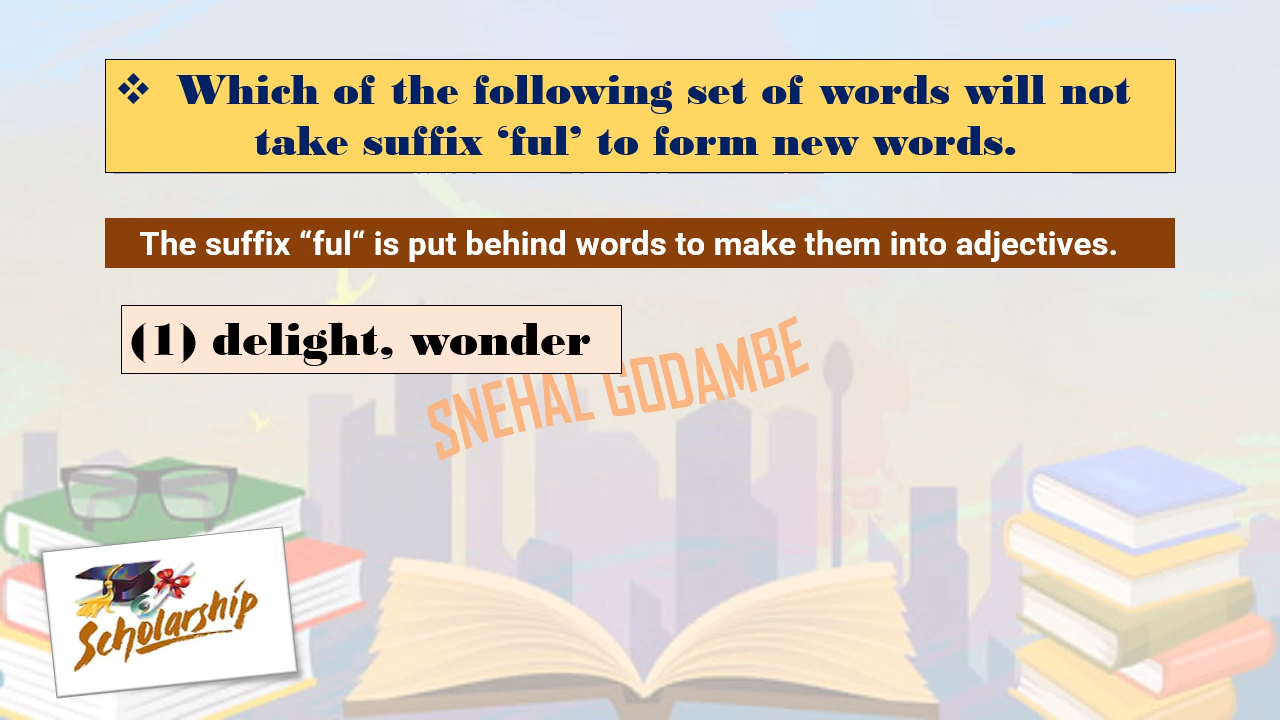 ❖ Which of the following set of words will not
take suffix ‘ful’ to form new words.
The suffix “ful“ is put behind words to make them into adjectives.
(1) delight, wonder
SNEHAL GODAMBE
Scholarship